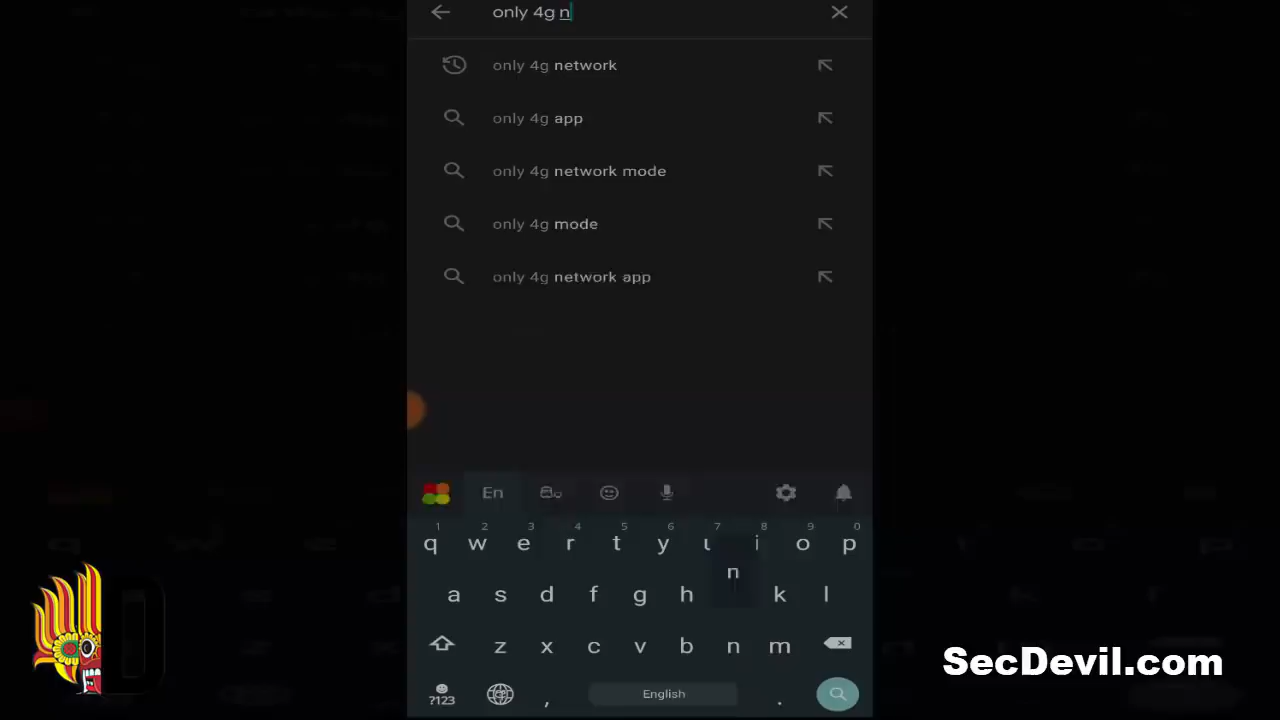 only 4g n
only 4g network
only 4g app
only 4g network mode
only 4g mode
only 4g network app
En
1 2 3 4 5 6 7 8 9 0
q w e r t y u i o p
n
a s d f g h k l
z x c v b n m
?123 , English .
SecDevil.com